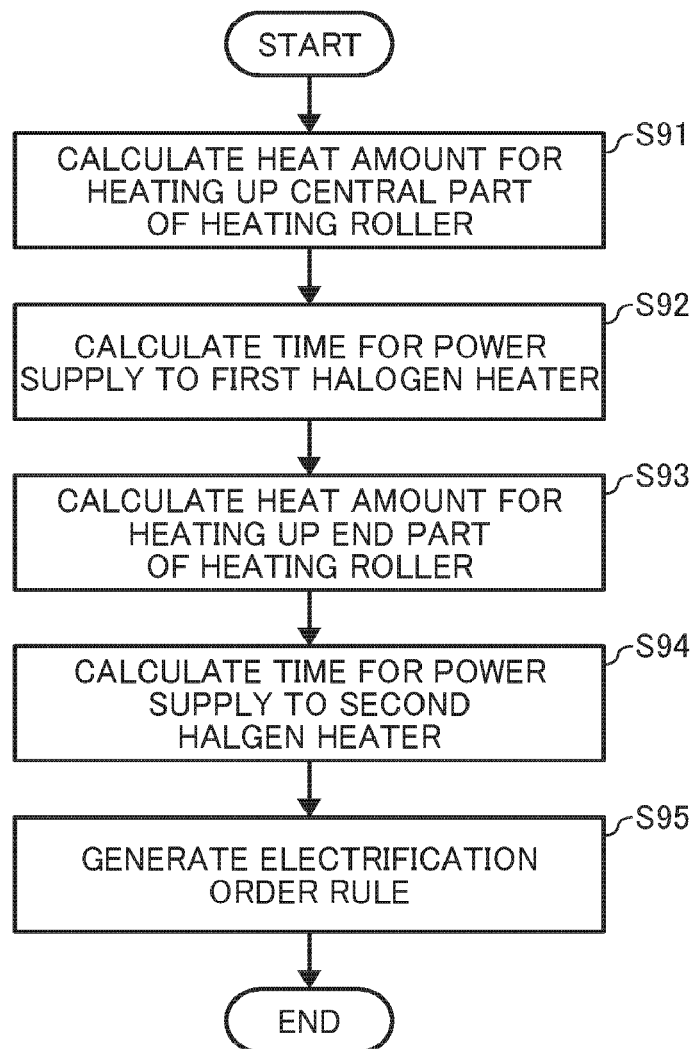 START
S91
CALCULATE HEAT AMOUNT FOR
HEATING UP CENTRAL PART
OF HEATING ROLLER
S92
CALCULATE TIME FOR POWER
SUPPLY TO FIRST HALOGEN HEATER
S93
CALCULATE HEAT AMOUNT FOR
HEATING UP END PART
OF HEATING ROLLER
S94
CALCULATE TIME FOR POWER
SUPPLY TO SECOND
HALGEN HEATER
S95
GENERATE ELECTRIFICATION
ORDER RULE
END